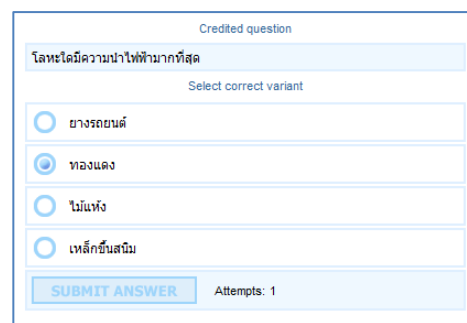 Credited question
โลหะใดมีความนำไฟฟ้ามากที่สุด
Select correct variant
ยางรถยนต์
ทองแดง
ไม้แห้ง
เหล็กขึ้นสนิม
SUBMIT ANSWER Attempts: 1